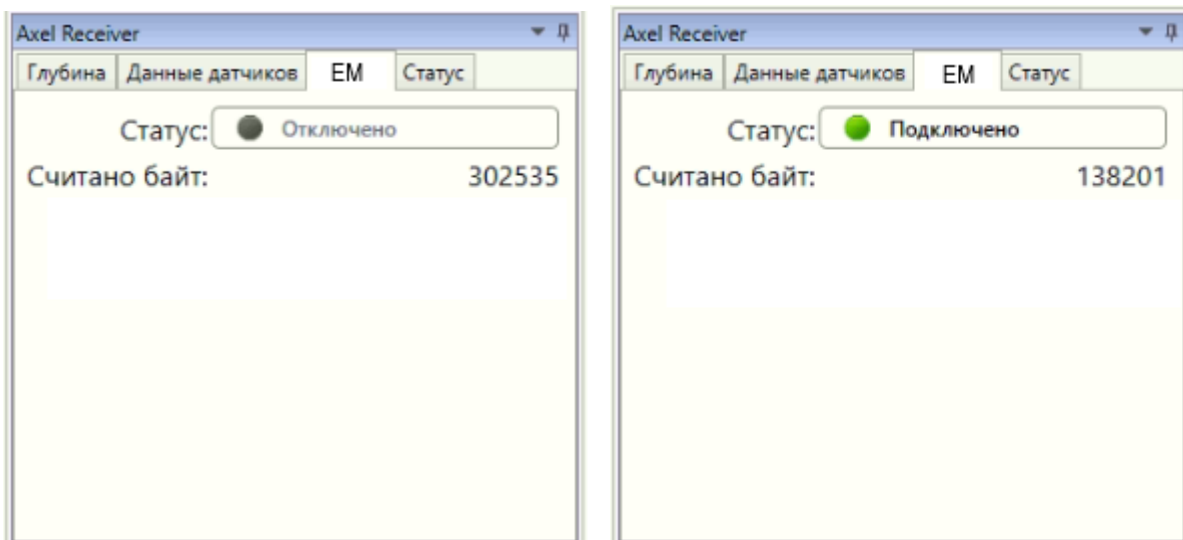 Axel Receiver
Глубина Данные датчиков EM Статус
Статус: Отключено
Считано байт: 302535
Axel Receiver
Глубина Данные датчиков EM Статус
Статус: Подключено
Считано байт: 138201